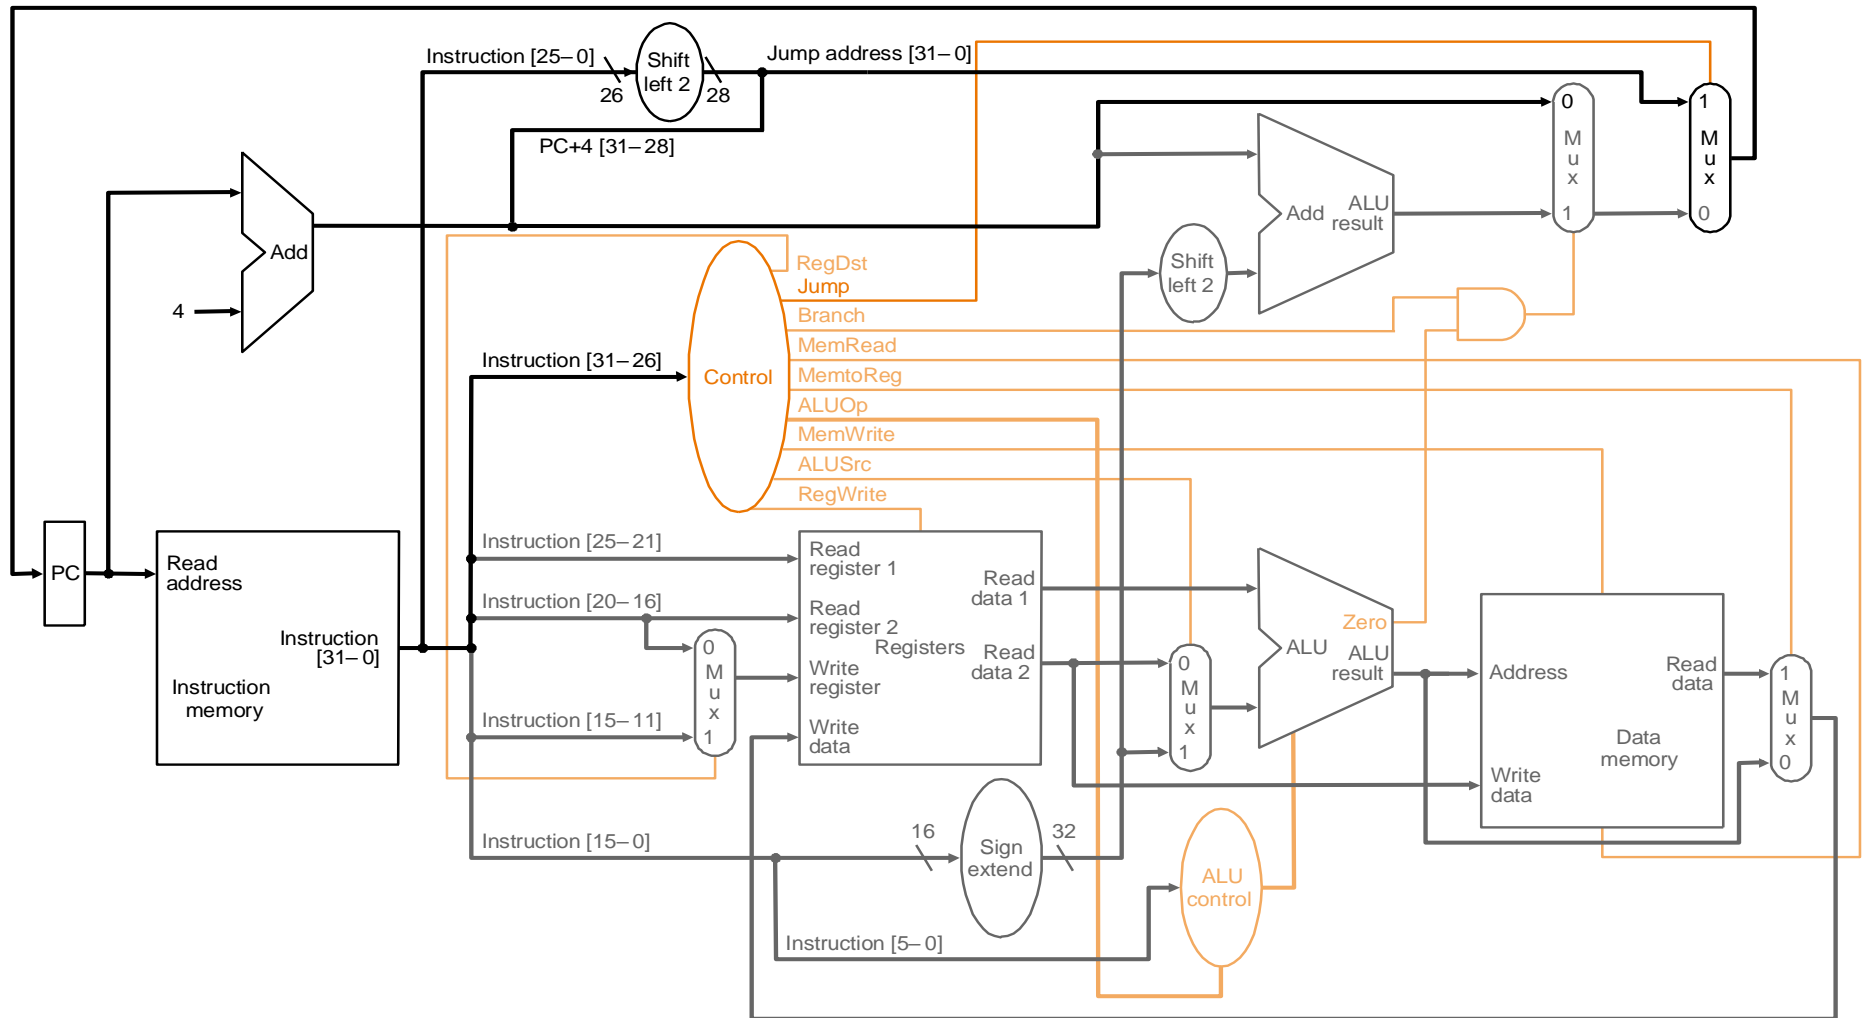 Instruction [25–0]
Shift
left 2
Jump address [31–0]
26
28
PC+4 [31–28]
0
M
u
x
1
1
M
u
x
0
Add
ALU
result
Add
4
Shift
left 2
RegDst
Jump
Branch
MemRead
MemtoReg
ALUOp
MemWrite
ALUSrc
RegWrite
Control
Instruction [31–26]
PC
Read
address
Instruction
[31–0]
Instruction
memory
Instruction [25–21]
Instruction [20–16]
Instruction [15–11]
Instruction [15–0]
0
M
u
x
1
Read
register 1
Read
register 2
Write
register
Write
data
Registers
Read
data 1
Read
data 2
0
M
u
x
1
Zero
ALU
ALU
result
Address
Read
data
Data
memory
Write
data
1
M
u
x
0
16
Sign
extend
32
ALU
control
Instruction [5–0]